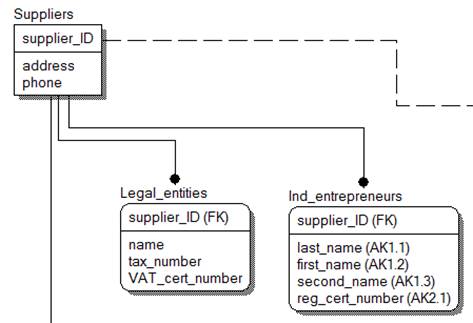 Suppliers
supplier_ID
address
phone
Legal_entities
supplier_ID (FK)
name
tax_number
VAT_cert_number
Ind_entrepreneurs
supplier_ID (FK)
last_name (AK1.1)
first_name (AK1.2)
second_name (AK1.3)
reg_cert_number (AK2.1)